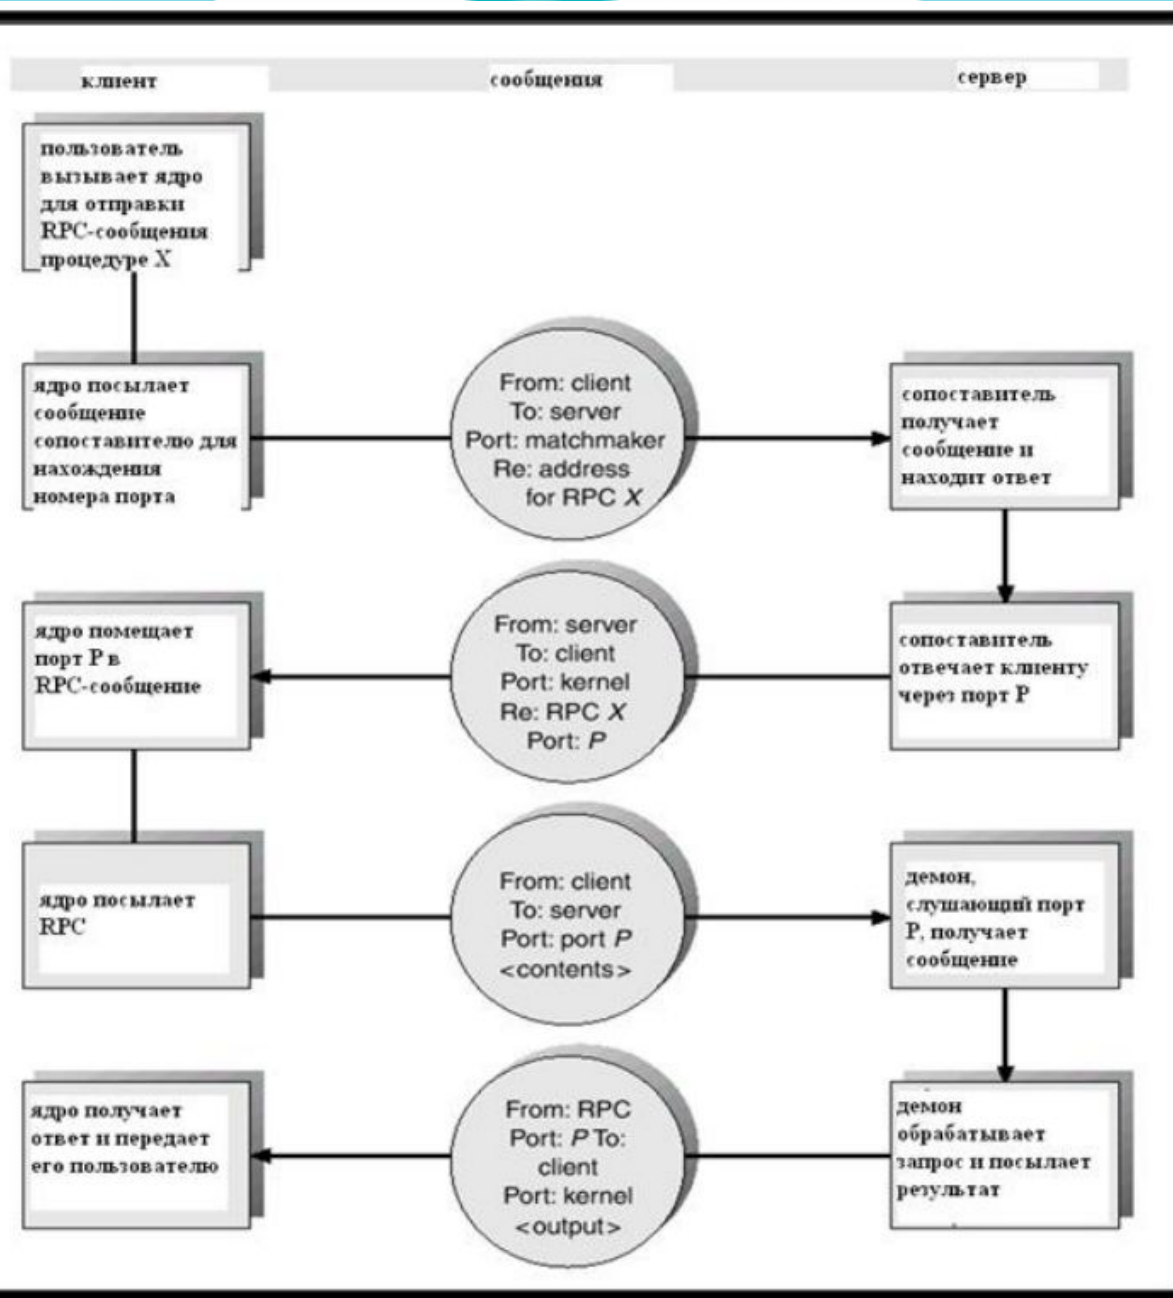 клиент
сообщения
сервер
пользователь
вызывает ядро
для отправки
RPC-сообщения
процедуре X
ядро посылает
сообщение
сопоставителю для
нахождения
номера порта
From: client
To: server
Port: matchmaker
Re: address
for RPC X
сопоставитель
получает
сообщение и
находит ответ
ядро помещает
порт P в
RPC-сообщение
From: server
To: client
Port: kernel
Re: RPC X
Port: P
сопоставитель
отвечает клиенту
через порт P
ядро посылает
RPC
From: client
To: server
Port: port P
<contents>
демон,
слушающий порт
P, получает
сообщение
ядро получает
ответ и передает
его пользователю
From: RPC
Port: P To:
client
Port: kernel
<output>
демон
обрабатывает
запрос и посылает
результат